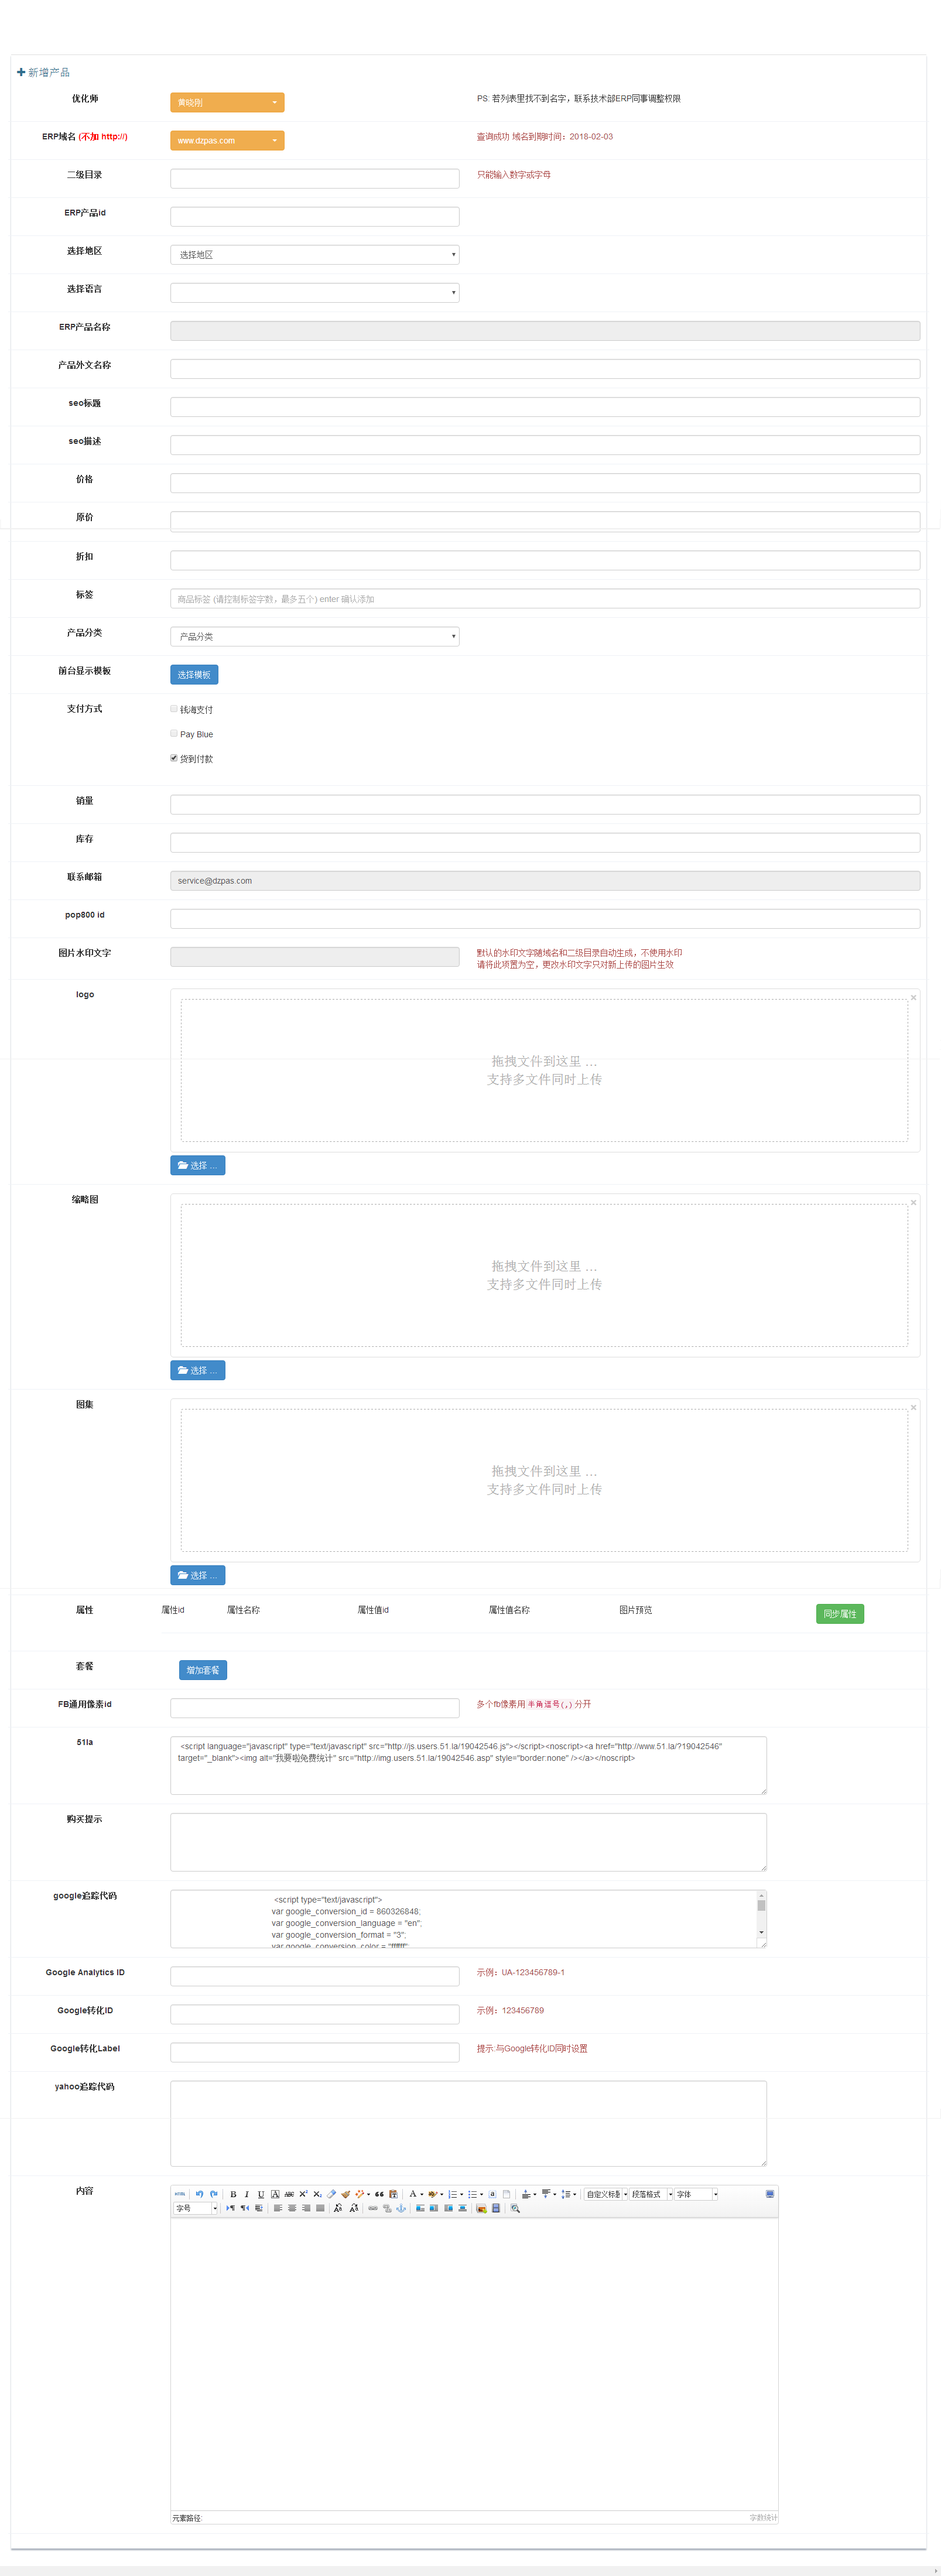 新增产品
优化师 黄晓刚 PS: 若列表里找不到名字，联系技术部ERP同事调整权限
ERP域名 (不加 http://) www.dzpas.com 查询成功 域名到期时间：2018-02-03
二级目录 只能输入数字或字母
ERP产品id
选择地区 选择地区
选择语言
ERP产品名称
产品外文名称
seo标题
seo描述
价格
原价
折扣
标签 商品标签 (请控制标签字数，最多五个) enter 确认添加
产品分类 产品分类
前台显示模板 选择模板
支付方式 钱海支付
Pay Blue
货到付款
销量
库存
联系邮箱 service@dzpas.com
pop800 id
图片水印文字 默认的水印文字随域名和二级目录自动生成，不使用水印
请将此项置为空，更改水印文字只对新上传的图片生效
logo
拖拽文件到这里 …
支持多文件同时上传
选择 …
缩略图
拖拽文件到这里 …
支持多文件同时上传
选择 …
图集
拖拽文件到这里 …
支持多文件同时上传
选择 …
属性 属性id 属性名称 属性值id 属性值名称 图片预览 同步属性
套餐 增加套餐
FB通用像素id 多个fb像素用 半角逗号(,) 分开
51la <script language="javascript" type="text/javascript" src="http://js.users.51.la/19042546.js"></script><noscript><a href="http://www.51.la/?19042546"
target="_blank"><img alt="我要啦免费统计" src="http://img.users.51.la/19042546.asp" style="border:none" /></a></noscript>
购买提示
google追踪代码 <script type="text/javascript">
var google_conversion_id = 860326848;
var google_conversion_language = "en";
var google_conversion_format = "3";
var google_conversion_color = "ffffff";
Google Analytics ID 示例：UA-123456789-1
Google转化ID 示例：123456789
Google转化Label 提示:与Google转化ID同时设置
yahoo追踪代码
内容 HTML B I U A ABC 自定义标题 段落格式 字体
字号
元素路径: 字数统计